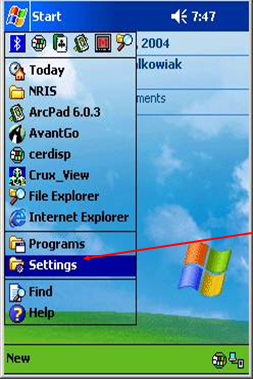 Start 7:47
, 2004
Today
lkowiak
NRIS
ments
ArcPad 6.0.3
AvantGo
cerdisp
Crux_View
File Explorer
Internet Explorer
Programs
Settings
Find
Help
New